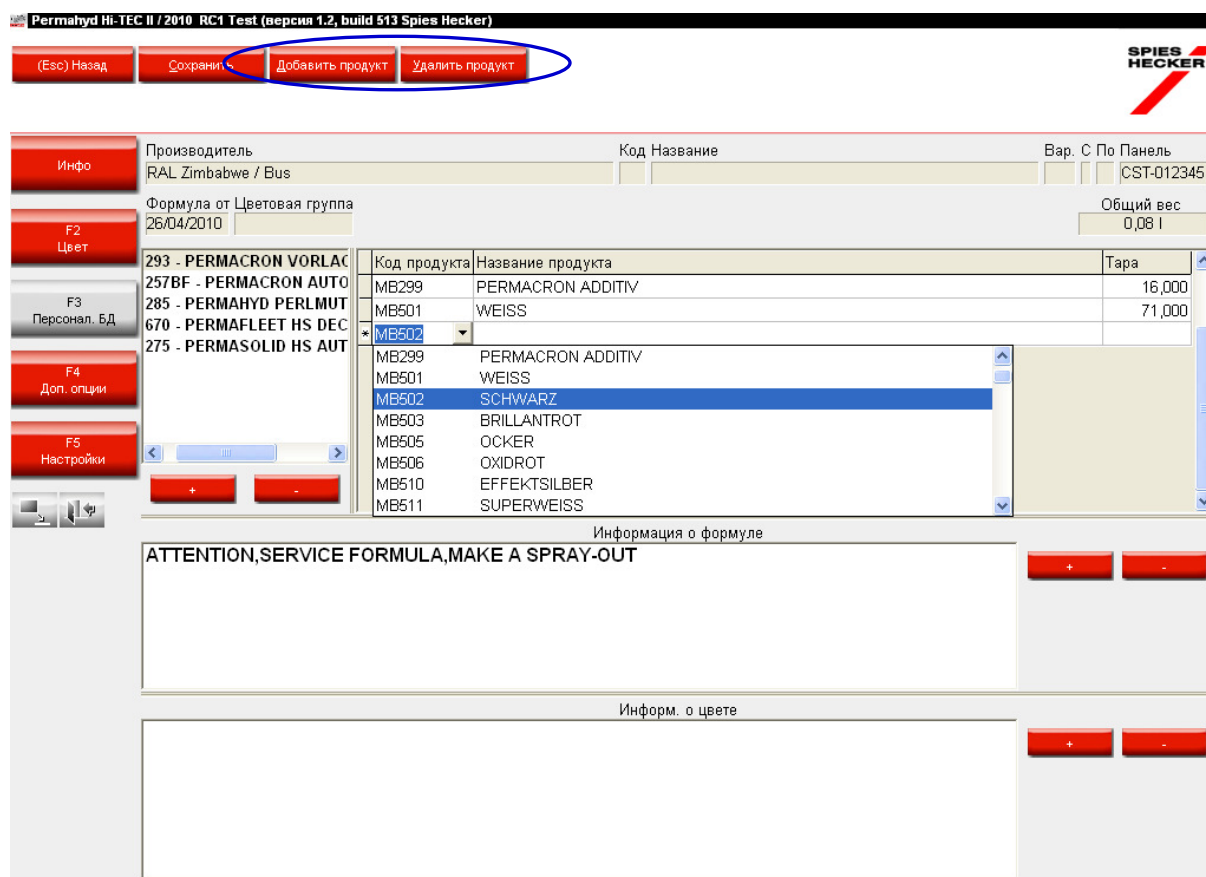 Permahyd Hi-TEC II / 2010 RC1 Test (версия 1.2, build 513 Spies Hecker)
(Esc) Назад Сохранить Добавить продукт Удалить продукт
SPIES
HECKER
Инфо
Производитель Код Название Вар. С По Панель
RAL Zimbabwe / Bus CST-012345
Формула от Цветовая группа Общий вес
26/04/2010 0,08 l
F2
Цвет
F3
Персонал. БД
F4
Доп. опции
F5
Настройки
293 - PERMACRON VORLAC
257BF - PERMACRON AUTO
285 - PERMAHYD PERLMUT
670 - PERMAFLEET HS DEC
275 - PERMASOLID HS AUT
+ -
Код продукта Название продукта Тара
MB299 PERMACRON ADDITIV 16,000
MB501 WEISS 71,000
* MB502
MB299 PERMACRON ADDITIV
MB501 WEISS
MB502 SCHWARZ
MB503 BRILLANTROT
MB505 OCKER
MB506 OXIDROT
MB510 EFFEKTSILBER
MB511 SUPERWEISS
Информация о формуле
ATTENTION,SERVICE FORMULA,MAKE A SPRAY-OUT
+ -
Информ. о цвете
+ -